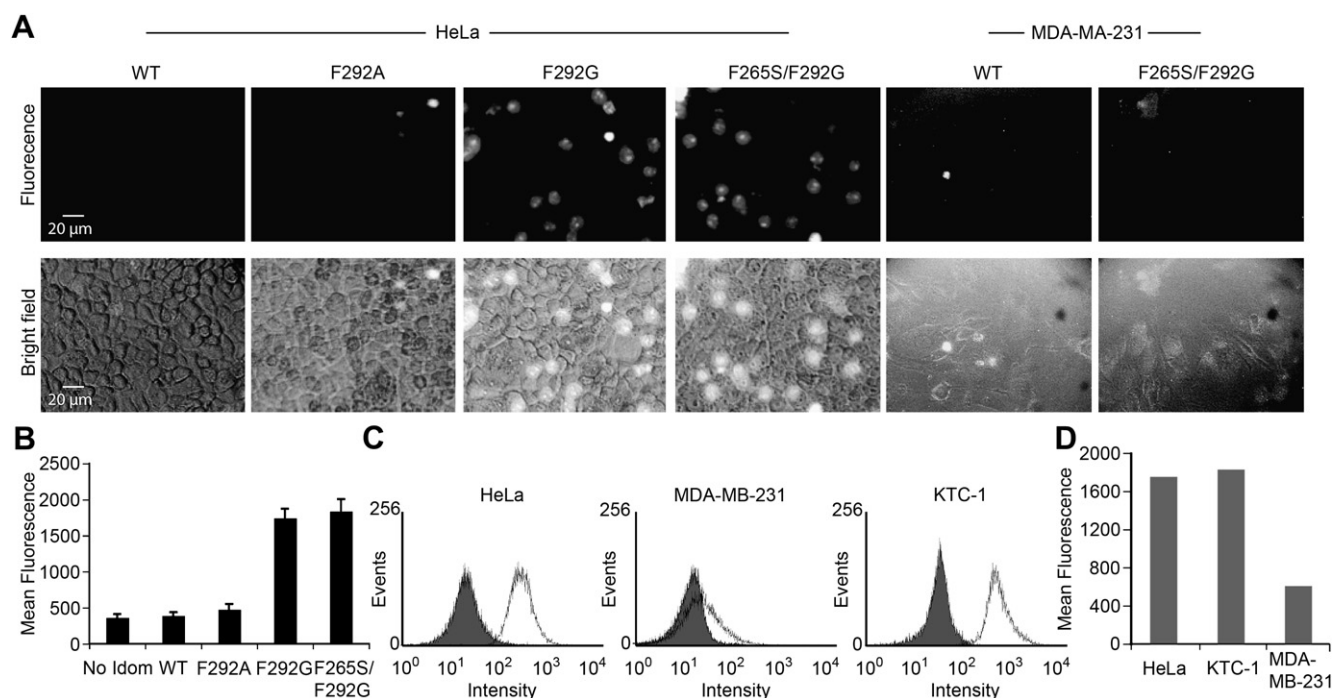 A
HeLa
MDA-MA-231
WT
F292A
F292G
F265S/F292G
WT
F265S/F292G
Fluorecence
20 µm
Bright field
20 µm
B
Mean Fluorescence
2500
2000
1500
1000
500
0
No Idom
WT
F292A
F292G
F265S/
F292G
C
HeLa
256
Events
0
10⁰ 10¹ 10² 10³ 10⁴
Intensity
MDA-MB-231
256
Events
0
10⁰ 10¹ 10² 10³ 10⁴
Intensity
KTC-1
256
Events
0
10⁰ 10¹ 10² 10³ 10⁴
Intensity
D
Mean Fluorescence
2000
1600
1200
800
400
0
HeLa
KTC-1
MDA-
MB-231